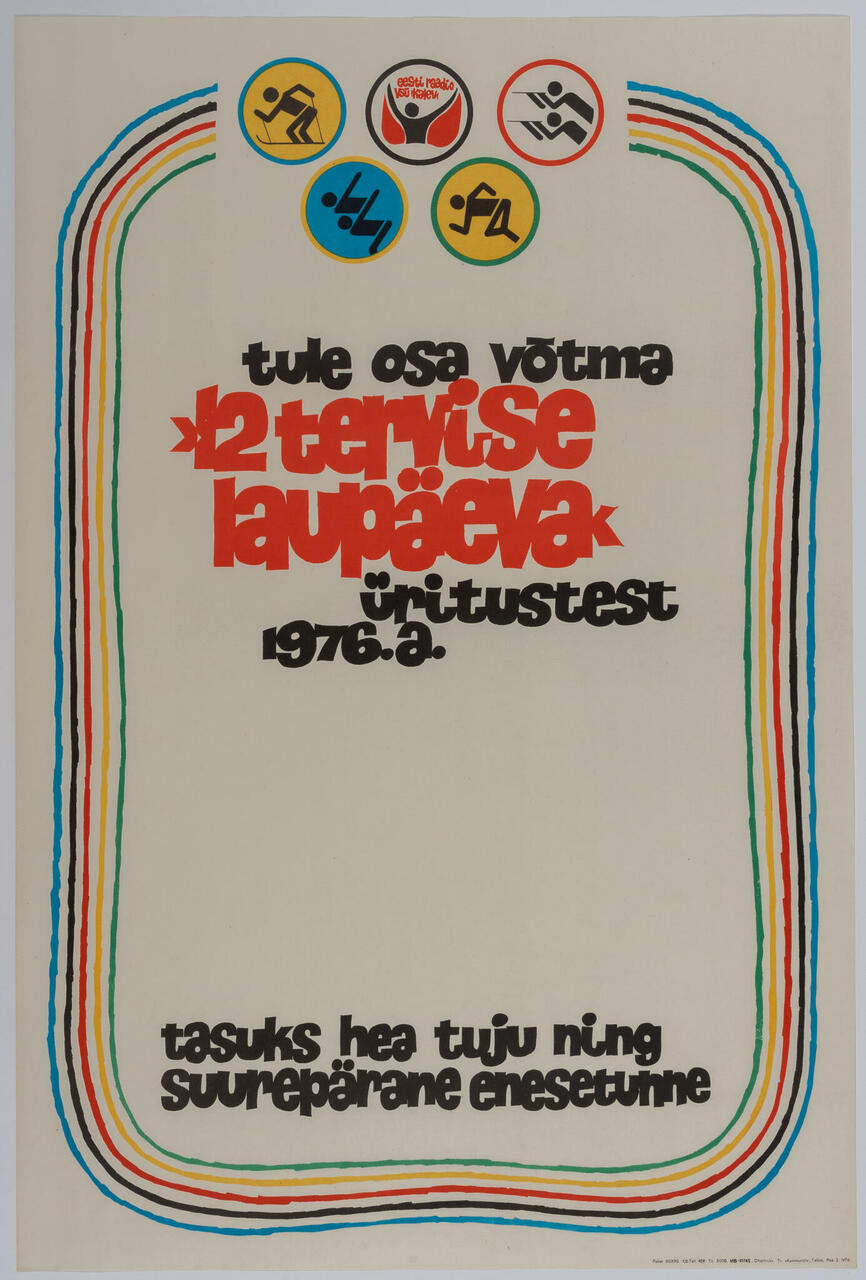 eesti raadio
vsü «kalev»
tule osa võtma
»12 tervise
laupäeva«
üritustest
1976.a.
tasuks hea tuju ning
suurepärane enesetunne